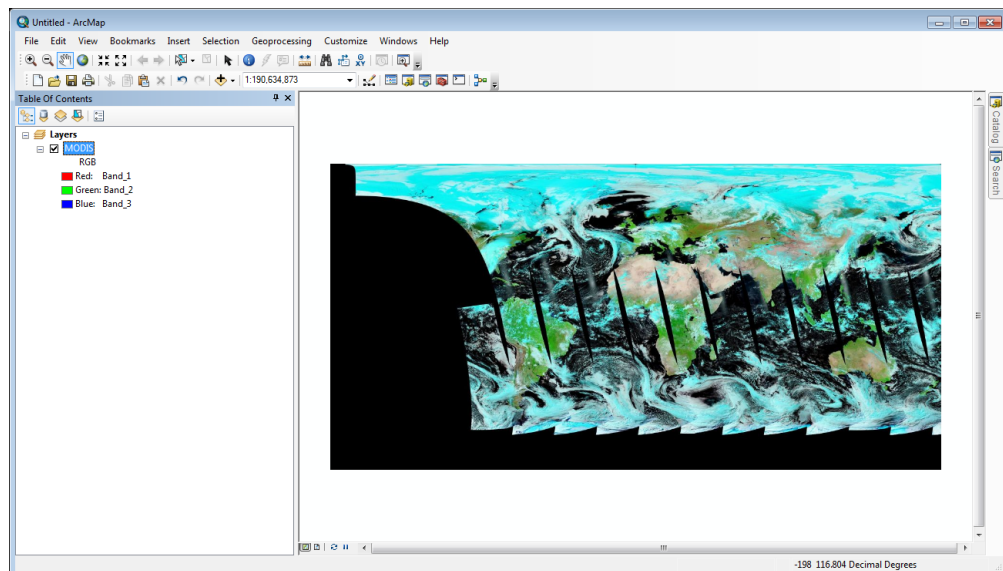 Untitled - ArcMap
File Edit View Bookmarks Insert Selection Geoprocessing Customize Windows Help
1:190,634,873
Table Of Contents
Layers
MODIS
RGB
Red: Band_1
Green: Band_2
Blue: Band_3
Catalog
Search
-198 116.804 Decimal Degrees